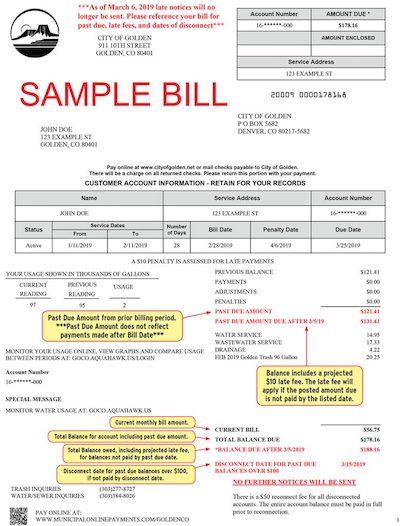 ***As of March 6, 2019 late notices will no
longer be sent. Please reference your bill for
past due, late fees, and dates of disconnect***
CITY OF GOLDEN
911 10TH STREET
GOLDEN, CO 80401
Account Number AMOUNT DUE *
16-******-000 $178.16
AMOUNT ENCLOSED
Service Address
123 EXAMPLE ST
SAMPLE BILL
20009 0000178168
CITY OF GOLDEN
P O BOX 5682
DENVER, CO 80217-5682
JOHN DOE
123 EXAMPLE ST
GOLDEN, CO 80401
Pay online at www.cityofgolden.net or mail checks payable to City of Golden.
There will be a charge on all returned checks. Please return this portion with your payment.
CUSTOMER ACCOUNT INFORMATION - RETAIN FOR YOUR RECORDS
Name Service Address Account Number
JOHN DOE 123 EXAMPLE ST 16-******-000
Status Service Dates From To Number of Days Bill Date Penalty Date Due Date
Active 1/11/2019 2/11/2019 28 2/28/2019 4/6/2019 3/25/2019
A $10 PENALTY IS ASSESSED FOR LATE PAYMENTS
YOUR USAGE SHOWN IN THOUSANDS OF GALLONS
CURRENT READING PREVIOUS READING USAGE
97 95 2
PREVIOUS BALANCE $121.41
PAYMENTS $0.00
ADJUSTMENTS $0.00
PENALTIES $0.00
PAST DUE AMOUNT $121.41
PAST DUE AMOUNT DUE AFTER 3/5/19 $131.41
Past Due Amount from prior billing period.
***Past Due Amount does not reflect
payments made after Bill Date***
WATER SERVICE 14.95
WASTEWATER SERVICE 17.33
DRAINAGE 4.22
FEB 2019 Golden Trash 96 Gallon 20.25
MONITOR YOUR USAGE ONLINE, VIEW GRAPHS AND COMPARE USAGE
BETWEEN PERIODS AT: GOCO.AQUAHAWK.US/LOGIN
Balance includes a projected
$10 late fee. The late fee will
apply if the posted amount due
is not paid by the listed date.
Account Number
16-******-000
SPECIAL MESSAGE
MONITOR WATER USAGE AT: GOCO.AQUAHAWK.US
Current monthly bill amount.
Total Balance for account including past due amount.
Total Balance owed, including projected late fee,
for balances not paid by past due date.
Disconnect date for past due balances over $100;
if not paid by disconnect date.
CURRENT BILL $56.75
TOTAL BALANCE DUE $178.16
*BALANCE DUE AFTER 3/5/2019 $188.16
DISCONNECT DATE FOR PAST DUE 3/15/2019
BALANCES OVER $100
NO FURTHER NOTICES WILL BE SENT
TRASH INQUIRIES (303)277-8727
WATER/SEWER INQUIRIES (303)384-8026
There is a $50 reconnect fee for all disconnected
accounts. The entire account balance must be paid in full
prior to reconnection.
PAY ONLINE AT:
WWW.MUNICIPALONLINEPAYMENTS.COM/GOLDENCO
1